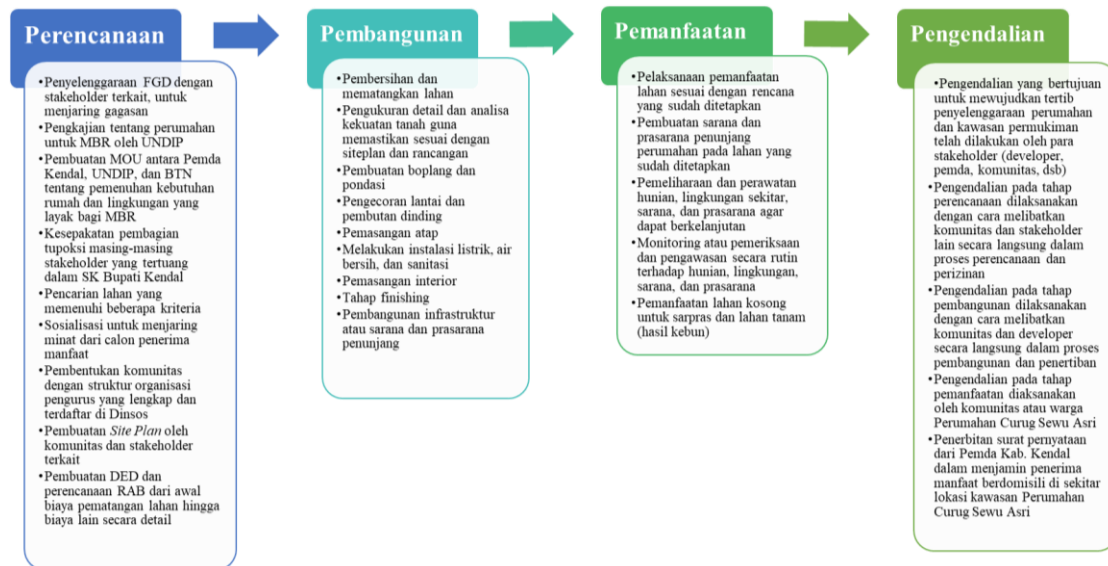 Perencanaan
•Penyelenggaraan FGD dengan
stakeholder terkait, untuk
menjaring gagasan
•Pengkajian tentang perumahan
untuk MBR oleh UNDIP
•Pembuatan MOU antara Pemda
Kendal, UNDIP, dan BTN
tentang pemenuhan kebutuhan
rumah dan lingkungan yang
layak bagi MBR
•Kesepakatan pembagian
tupoksi masing-masing
stakeholder yang tertuang
dalam SK Bupati Kendal
•Pencarian lahan yang
memenuhi beberapa kriteria
•Sosialisasi untuk menjaring
minat dari calon penerima
manfaat
•Pembentukan komunitas
dengan struktur organisasi
pengurus yang lengkap dan
terdaftar di Dinsos
•Pembuatan Site Plan oleh
komunitas dan stakeholder
terkait
•Pembuatan DED dan
perencanaan RAB dari awal
biaya pematangan lahan hingga
biaya lain secara detail
Pembangunan
•Pembersihan dan
mematangkan lahan
•Pengukuran detail dan analisa
kekuatan tanah guna
memastikan sesuai dengan
siteplan dan rancangan
•Pembuatan boplang dan
pondasi
•Pengecoran lantai dan
pembutan dinding
•Pemasangan atap
•Melakukan instalasi listrik, air
bersih, dan sanitasi
•Pemasangan interior
•Tahap finishing
•Pembangunan infrastruktur
atau sarana dan prasarana
penunjang
Pemanfaatan
•Pelaksanaan pemanfaatan
lahan sesuai dengan rencana
yang sudah ditetapkan
•Pembuatan sarana dan
prasarana penunjang
perumahan pada lahan yang
sudah ditetapkan
•Pemeliharaan dan perawatan
hunian, lingkungan sekitar,
sarana, dan prasarana agar
dapat berkelanjutan
•Monitoring atau pemeriksaan
dan pengawasan secara rutin
terhadap hunian, lingkungan,
sarana, dan prasarana
•Pemanfaatan lahan kosong
untuk sarpras dan lahan tanam
(hasil kebun)
Pengendalian
•Pengendalian yang bertujuan
untuk mewujudkan tertib
penyelenggaraan perumahan
dan kawasan permukiman
telah dilakukan oleh para
stakeholder (developer,
pemda, komunitas, dsb)
•Pengendalian pada tahap
perencanaan dilaksanakan
dengan cara melibatkan
komunitas dan stakeholder
lain secara langsung dalam
proses perencanaan dan
perizinan
•Pengendalian pada tahap
pembangunan dilaksanakan
dengan cara melibatkan
komunitas dan developer
secara langsung dalam proses
pembangunan dan penertiban
•Pengendalian pada tahap
pemanfaatan diaksanakan
oleh komunitas atau warga
Perumahan Curug Sewu Asri
•Penerbitan surat pernyataan
dari Pemda Kab. Kendal
dalam menjamin penerima
manfaat berdomisili di sekitar
lokasi kawasan Perumahan
Curug Sewu Asri